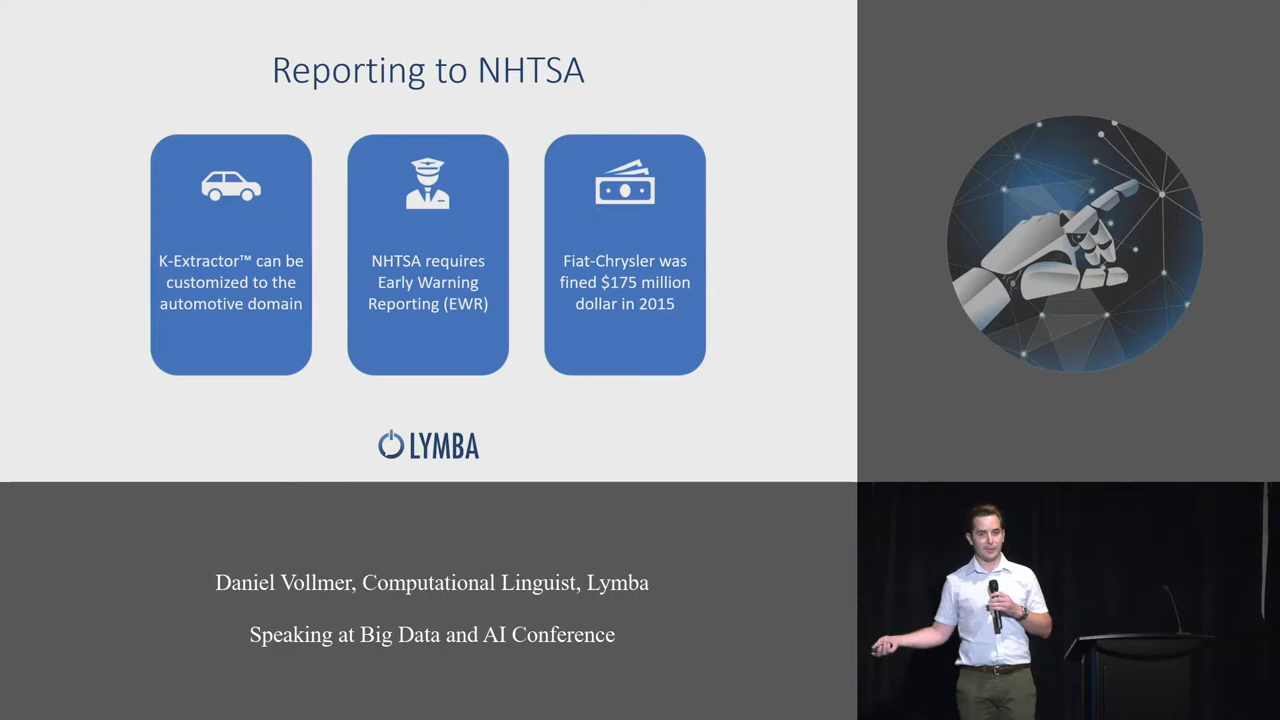 Reporting to NHTSA
K-Extractor™ can be
customized to the
automotive domain
NHTSA requires
Early Warning
Reporting (EWR)
Fiat-Chrysler was
fined $175 million
dollar in 2015
LYMBA
Daniel Vollmer, Computational Linguist, Lymba
Speaking at Big Data and AI Conference